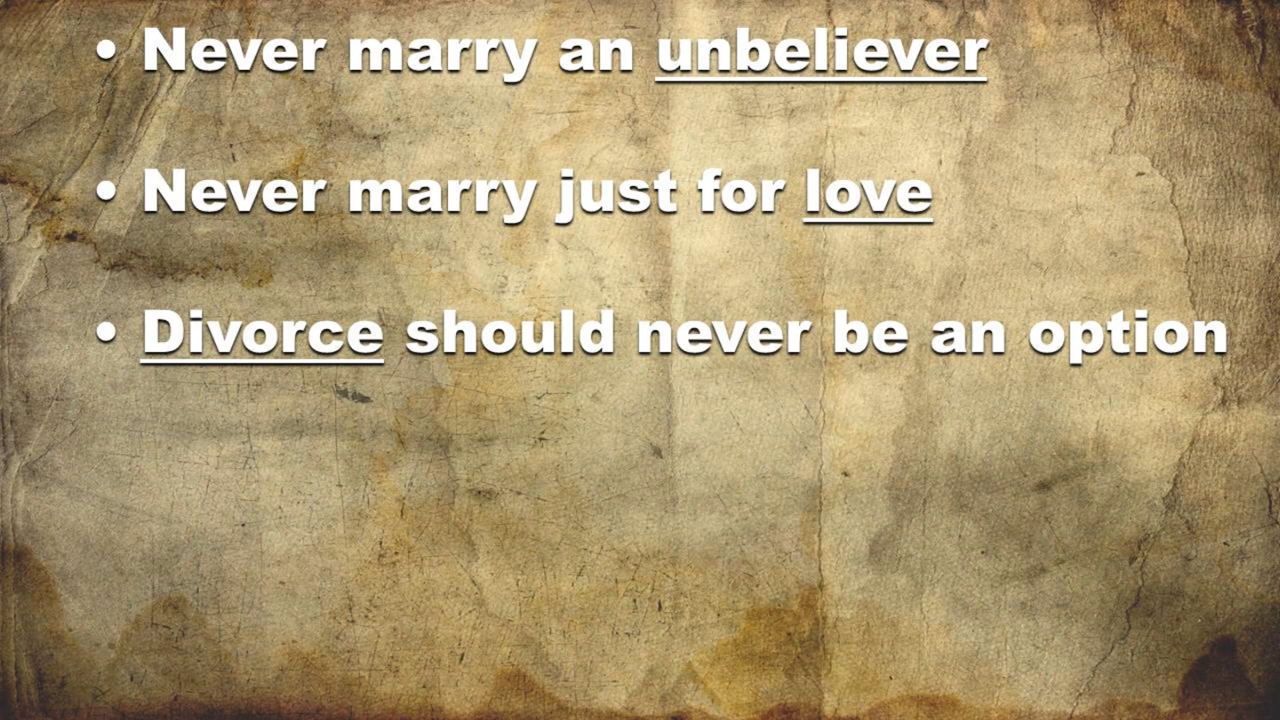 • Never marry an unbeliever
• Never marry just for love
• Divorce should never be an option